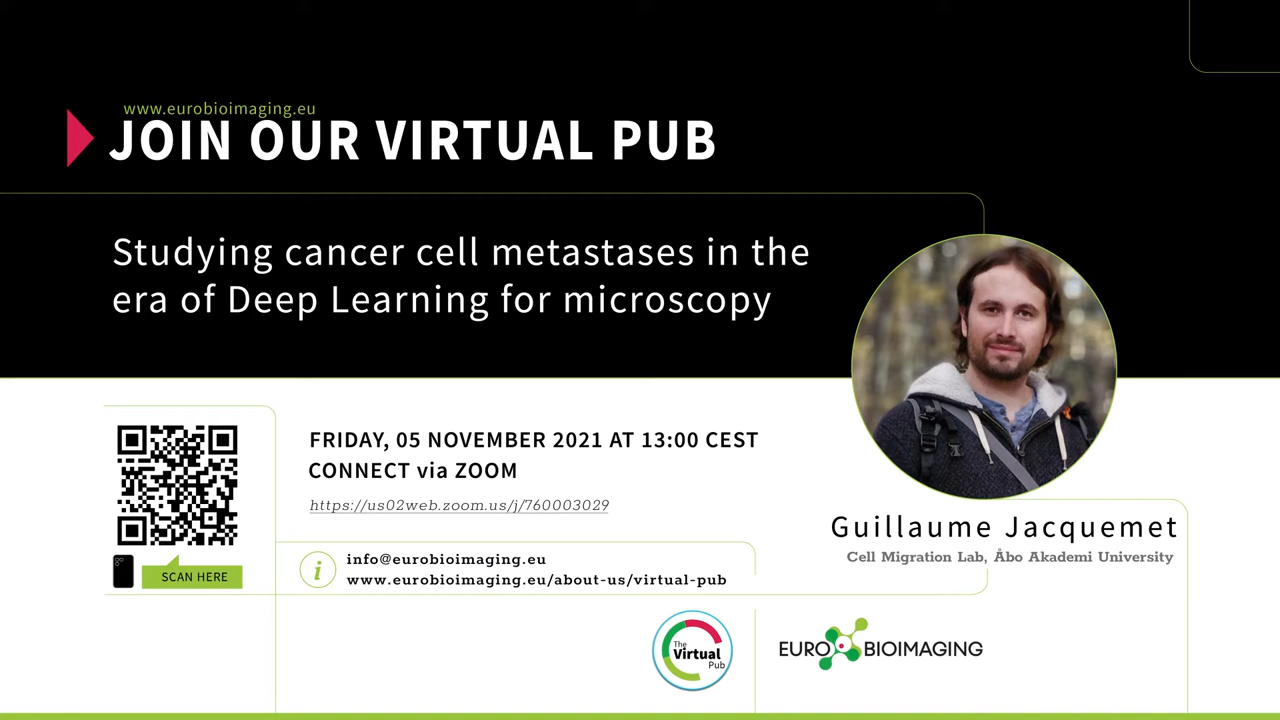 www.eurobioimaging.eu
JOIN OUR VIRTUAL PUB
Studying cancer cell metastases in the
era of Deep Learning for microscopy
FRIDAY, 05 NOVEMBER 2021 AT 13:00 CEST
CONNECT via ZOOM
https://us02web.zoom.us/j/760003029
Guillaume Jacquemet
Cell Migration Lab, Åbo Akademi University
SCAN HERE
i
info@eurobioimaging.eu
www.eurobioimaging.eu/about-us/virtual-pub
The
Virtual
Pub
EURO BIOIMAGING